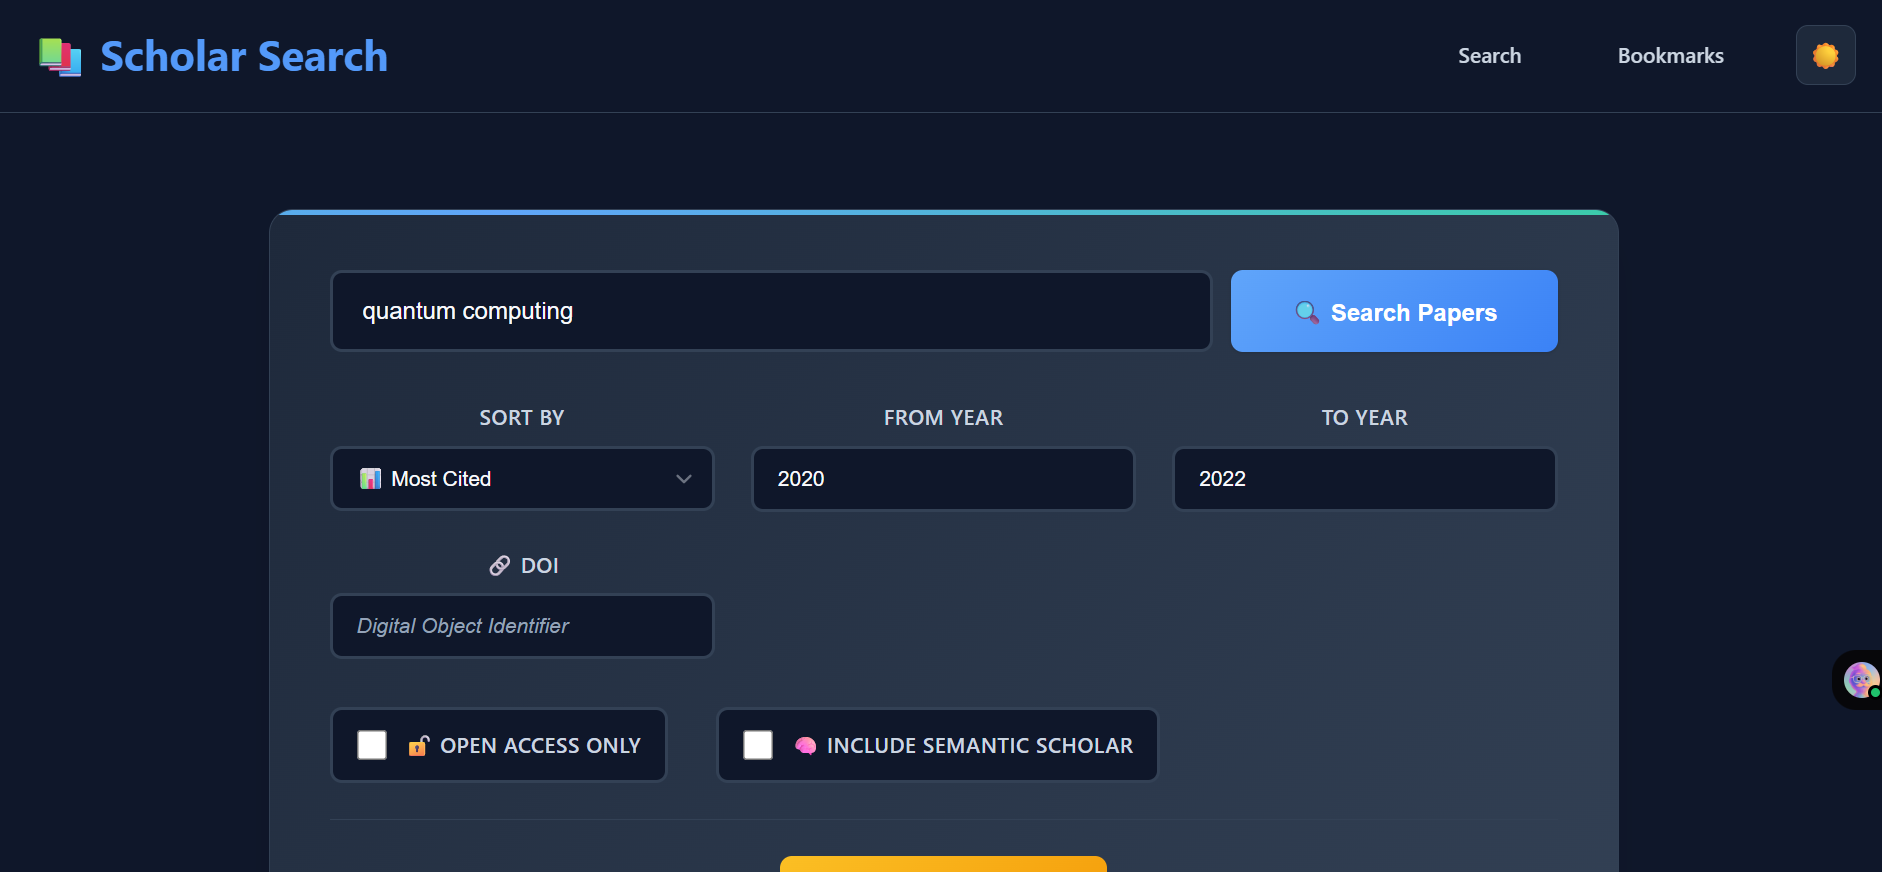 Scholar Search
Search
Bookmarks
quantum computing
Search Papers
SORT BY
FROM YEAR
TO YEAR
Most Cited
2020
2022
DOI
Digital Object Identifier
OPEN ACCESS ONLY
INCLUDE SEMANTIC SCHOLAR